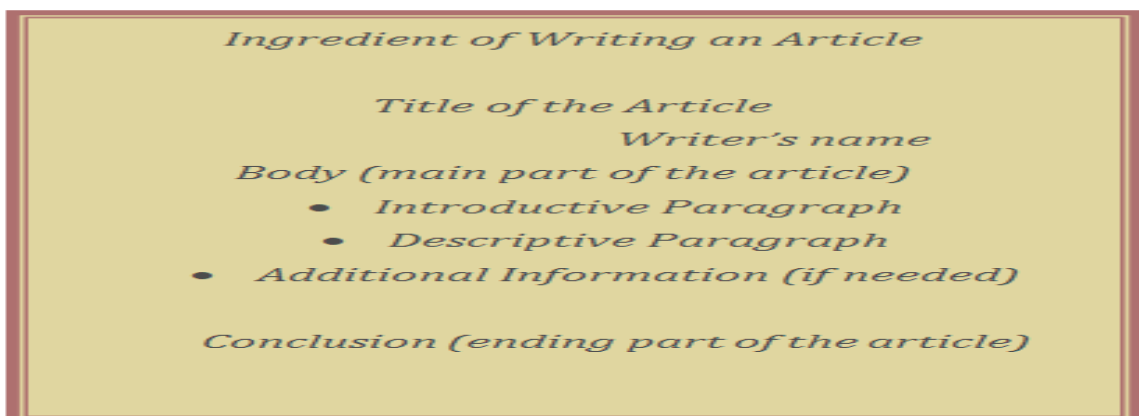 Ingredient of Writing an Article
Title of the Article
Writer's name
Body (main part of the article)
• Introductive Paragraph
• Descriptive Paragraph
• Additional Information (if needed)
Conclusion (ending part of the article)